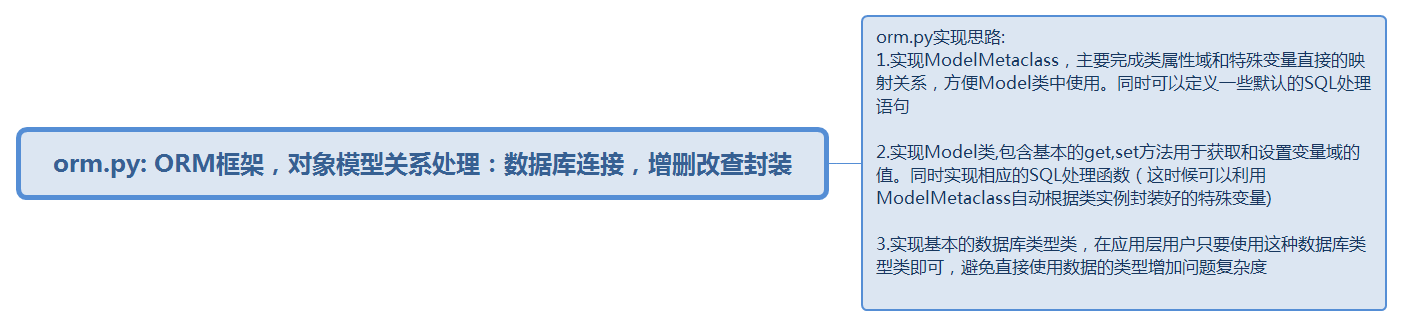 orm.py: ORM框架，对象模型关系处理：数据库连接，增删改查封装
orm.py实现思路:
1.实现ModelMetaclass，主要完成类属性域和特殊变量直接的映
射关系，方便Model类中使用。同时可以定义一些默认的SQL处理
语句
2.实现Model类,包含基本的get,set方法用于获取和设置变量域的
值。同时实现相应的SQL处理函数（这时候可以利用
ModelMetaclass自动根据类实例封装好的特殊变量)
3.实现基本的数据库类型类，在应用层用户只要使用这种数据库类
型类即可，避免直接使用数据的类型增加问题复杂度